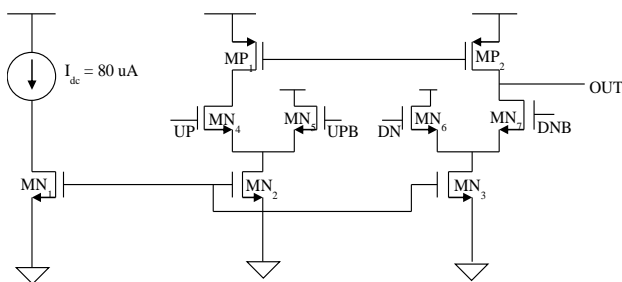 I_dc = 80 uA
MP_1
MP_2
OUT
UP
MN_4
MN_5
UPB
DN
MN_6
MN_7
DNB
MN_1
MN_2
MN_3